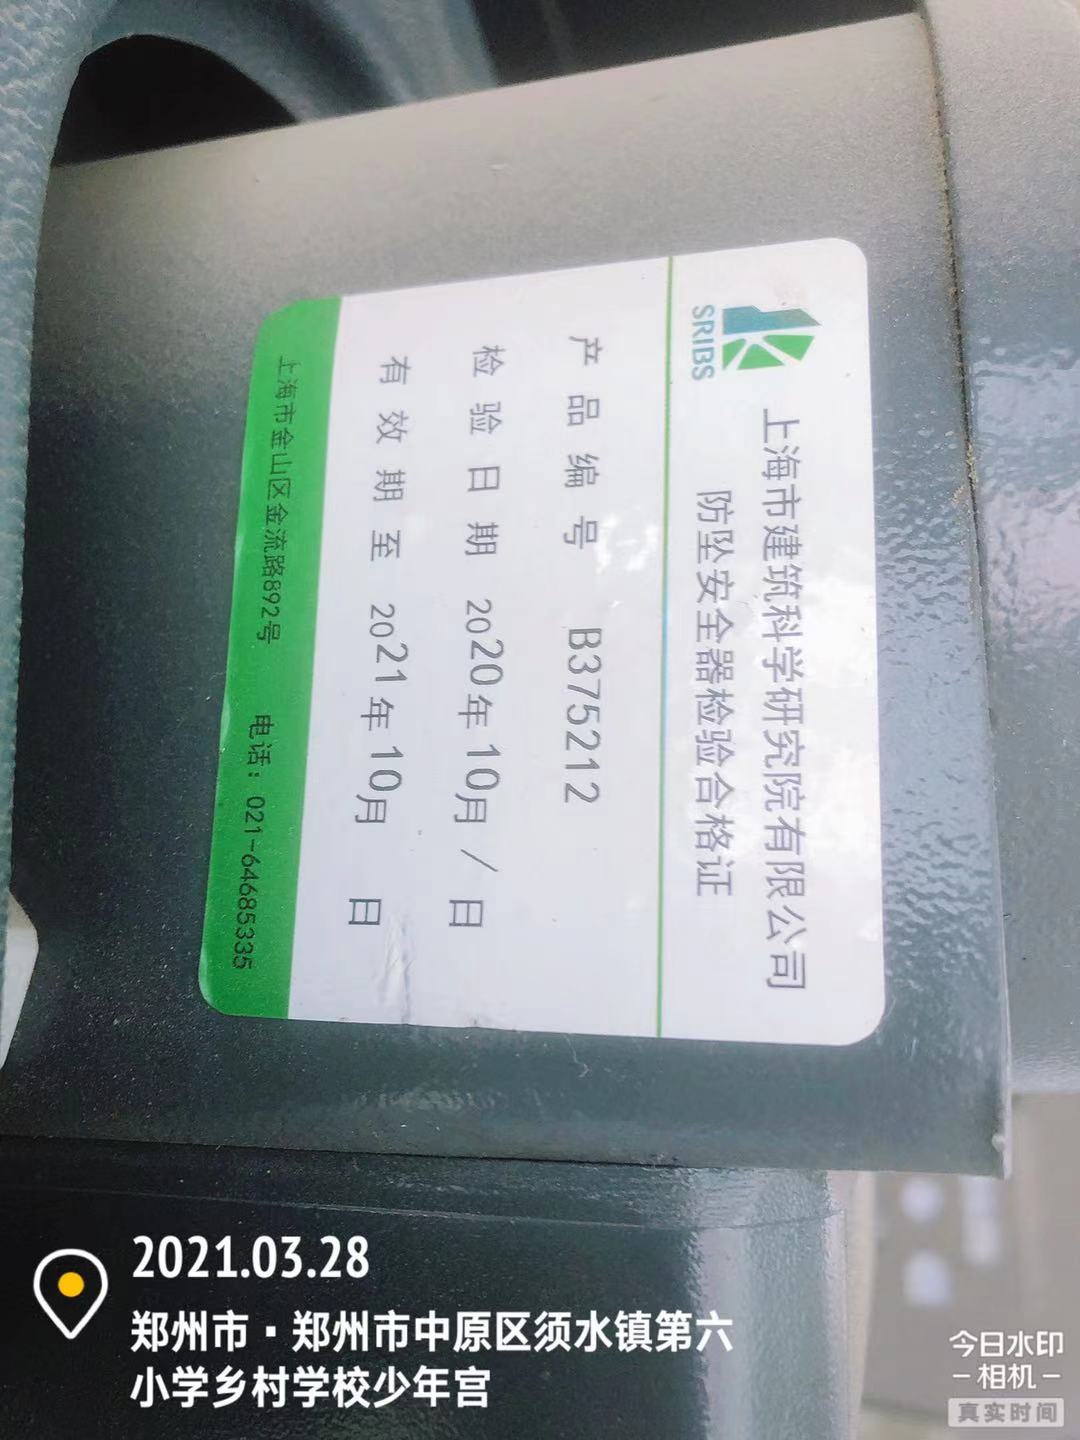 SRIBS
上海市建筑科学研究院有限公司
防坠安全器检验合格证
产品编号 B375212
检验日期 2020年10月/日
有效期至 2021年10月 日
上海市金山区金流路892号 电话：021-64685335
2021.03.28
郑州市·郑州市中原区须水镇第六
小学乡村学校少年宫
今日水印
-相机-
真实时间